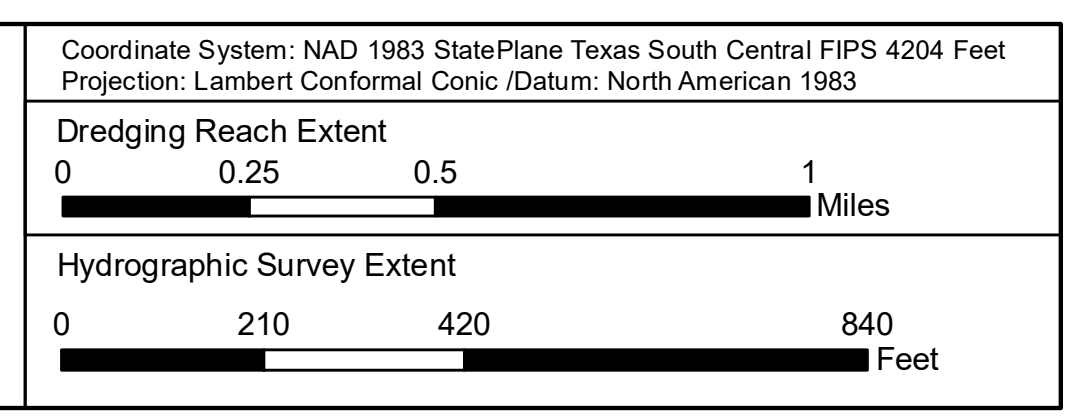 Coordinate System: NAD 1983 StatePlane Texas South Central FIPS 4204 Feet
Projection: Lambert Conformal Conic /Datum: North American 1983
Dredging Reach Extent
0 0.25 0.5 1
Miles
Hydrographic Survey Extent
0 210 420 840
Feet